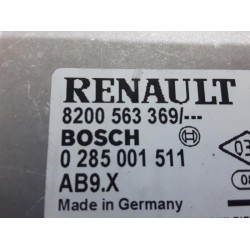 RENAULT
8200 563 369/---
BOSCH
0 285 001 511
AB9.X
Made in Germany